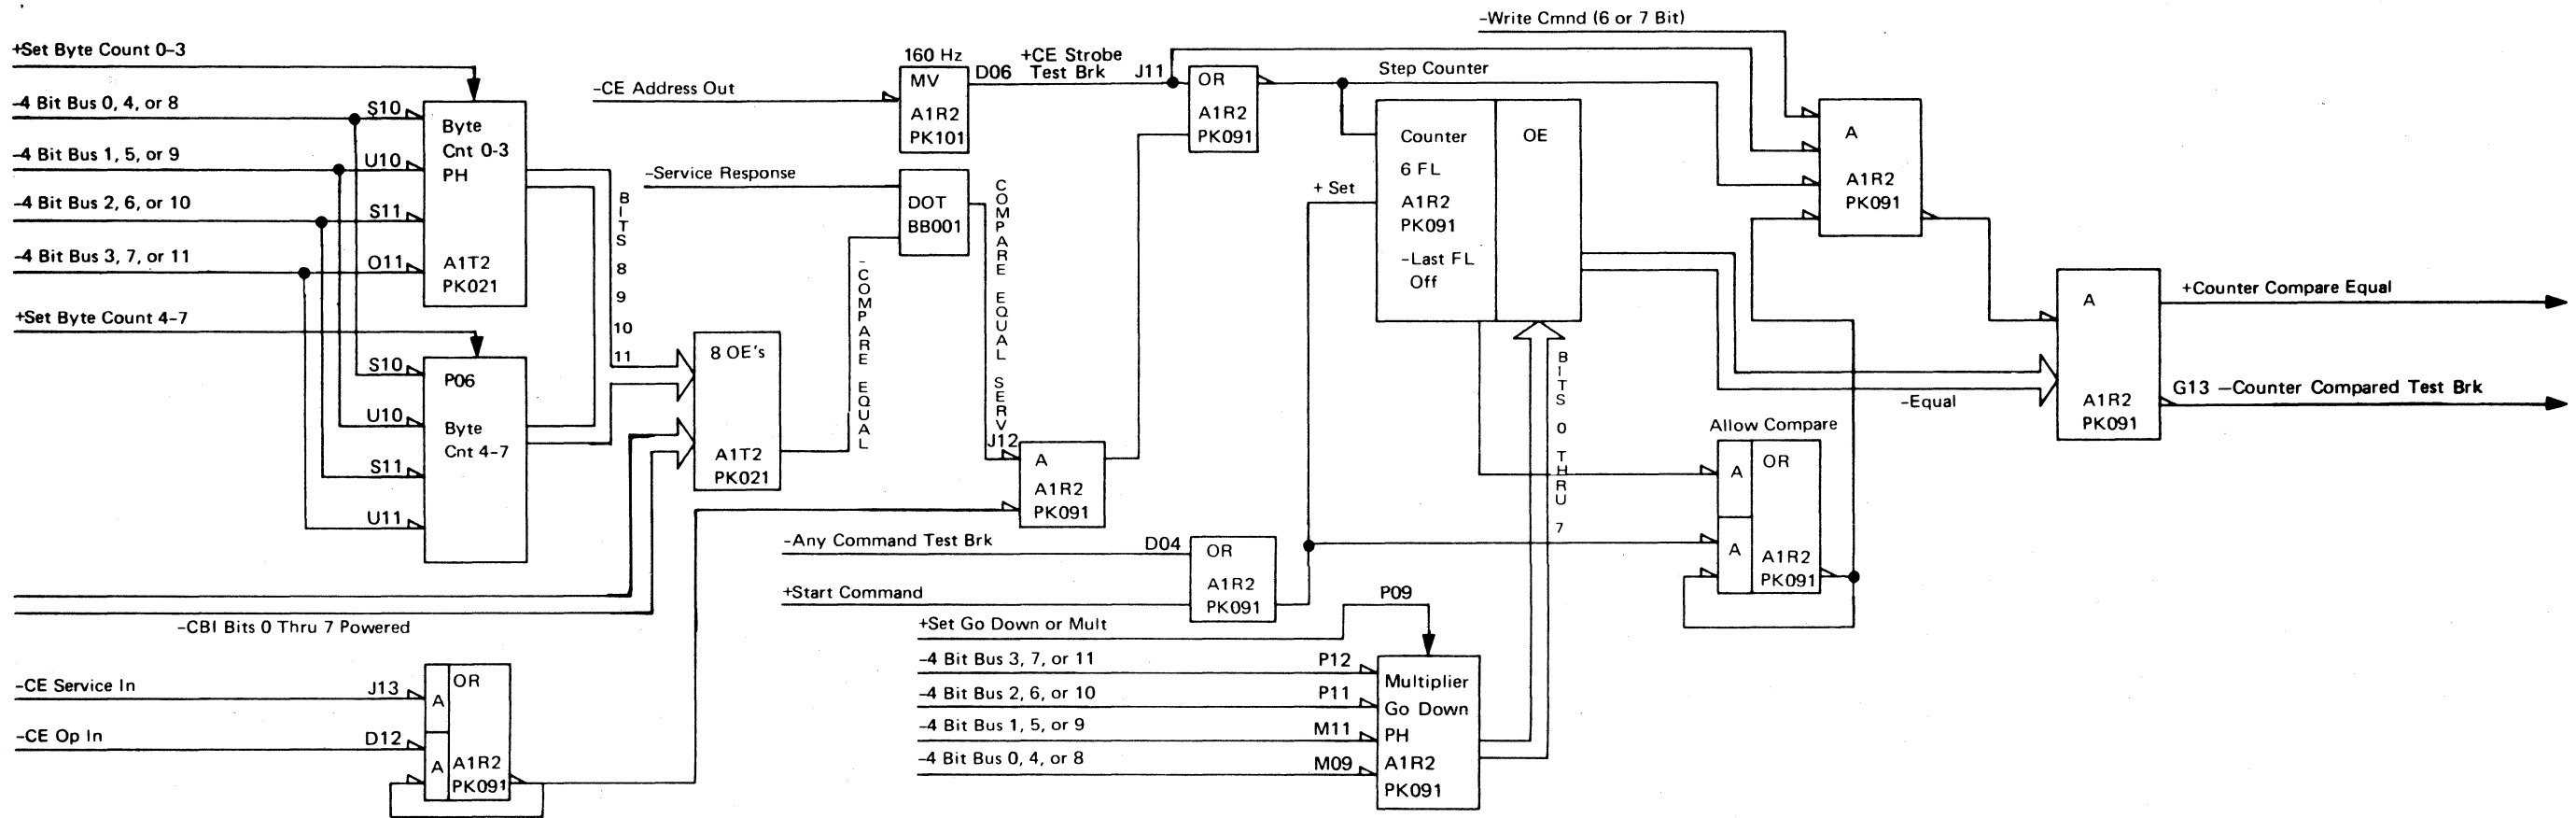 +Set Byte Count 0–3
–4 Bit Bus 0, 4, or 8
–4 Bit Bus 1, 5, or 9
–4 Bit Bus 2, 6, or 10
–4 Bit Bus 3, 7, or 11
+Set Byte Count 4–7
S10
U10
S11
O11
Byte
Cnt 0-3
PH
A1T2
PK021
S10
U10
S11
U11
P06
Byte
Cnt 4–7
BITS 8 9 10 11
8 OE's
A1T2
PK021
–CBI Bits 0 Thru 7 Powered
–CE Service In
J13
–CE Op In
D12
A
A
OR
A1R2
PK091
–CE Address Out
160 Hz
MV
A1R2
PK101
D06
+CE Strobe
Test Brk
J11
–Service Response
DOT
BB001
–COMPARE EQUAL
COMPARE EQUAL SERV
J12
A
A1R2
PK091
OR
A1R2
PK091
Step Counter
–Write Cmnd (6 or 7 Bit)
+ Set
Counter
6 FL
A1R2
PK091
–Last FL
Off
OE
BITS 0 THRU 7
–Any Command Test Brk
D04
+Start Command
OR
A1R2
PK091
+Set Go Down or Mult
P09
–4 Bit Bus 3, 7, or 11
P12
–4 Bit Bus 2, 6, or 10
P11
–4 Bit Bus 1, 5, or 9
M11
–4 Bit Bus 0, 4, or 8
M09
Multiplier
Go Down
PH
A1R2
PK091
A
A1R2
PK091
Allow Compare
A
A
OR
A1R2
PK091
–Equal
A
A1R2
PK091
+Counter Compare Equal
G13 –Counter Compared Test Brk